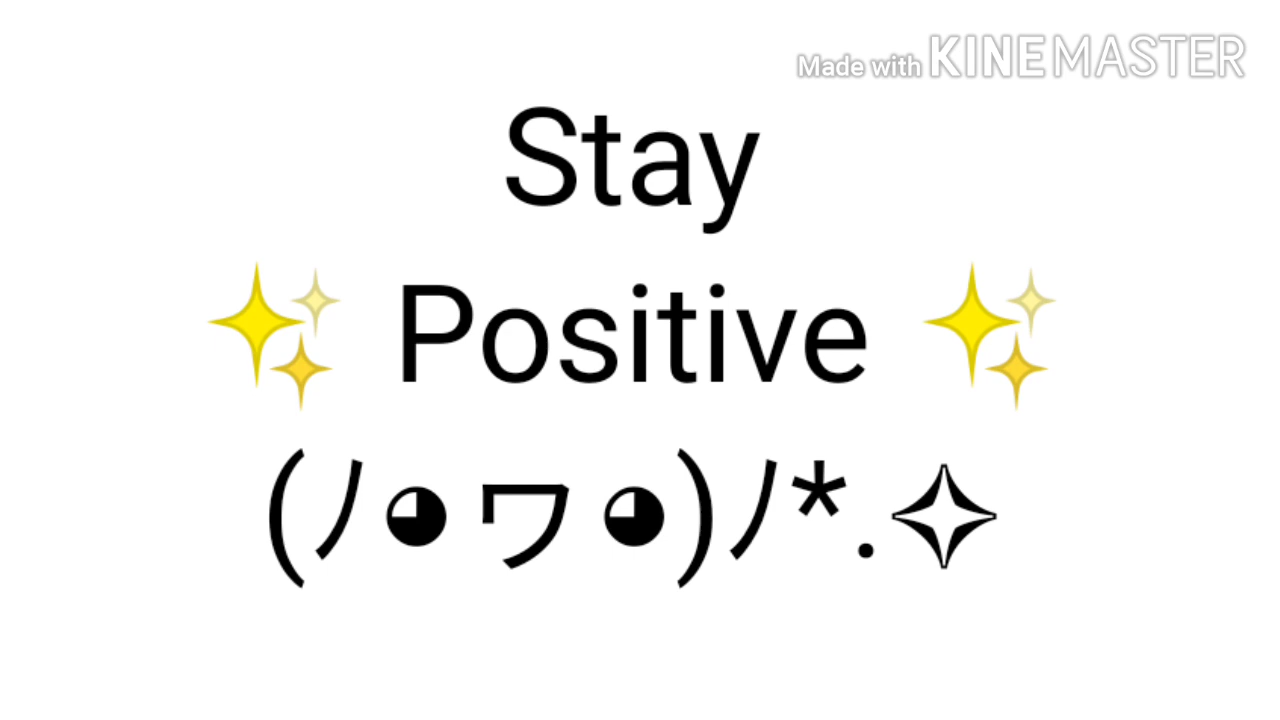 Made with KINEMASTER
Stay
✨ Positive ✨
(ﾉ◕ヮ◕)ﾉ*.✧